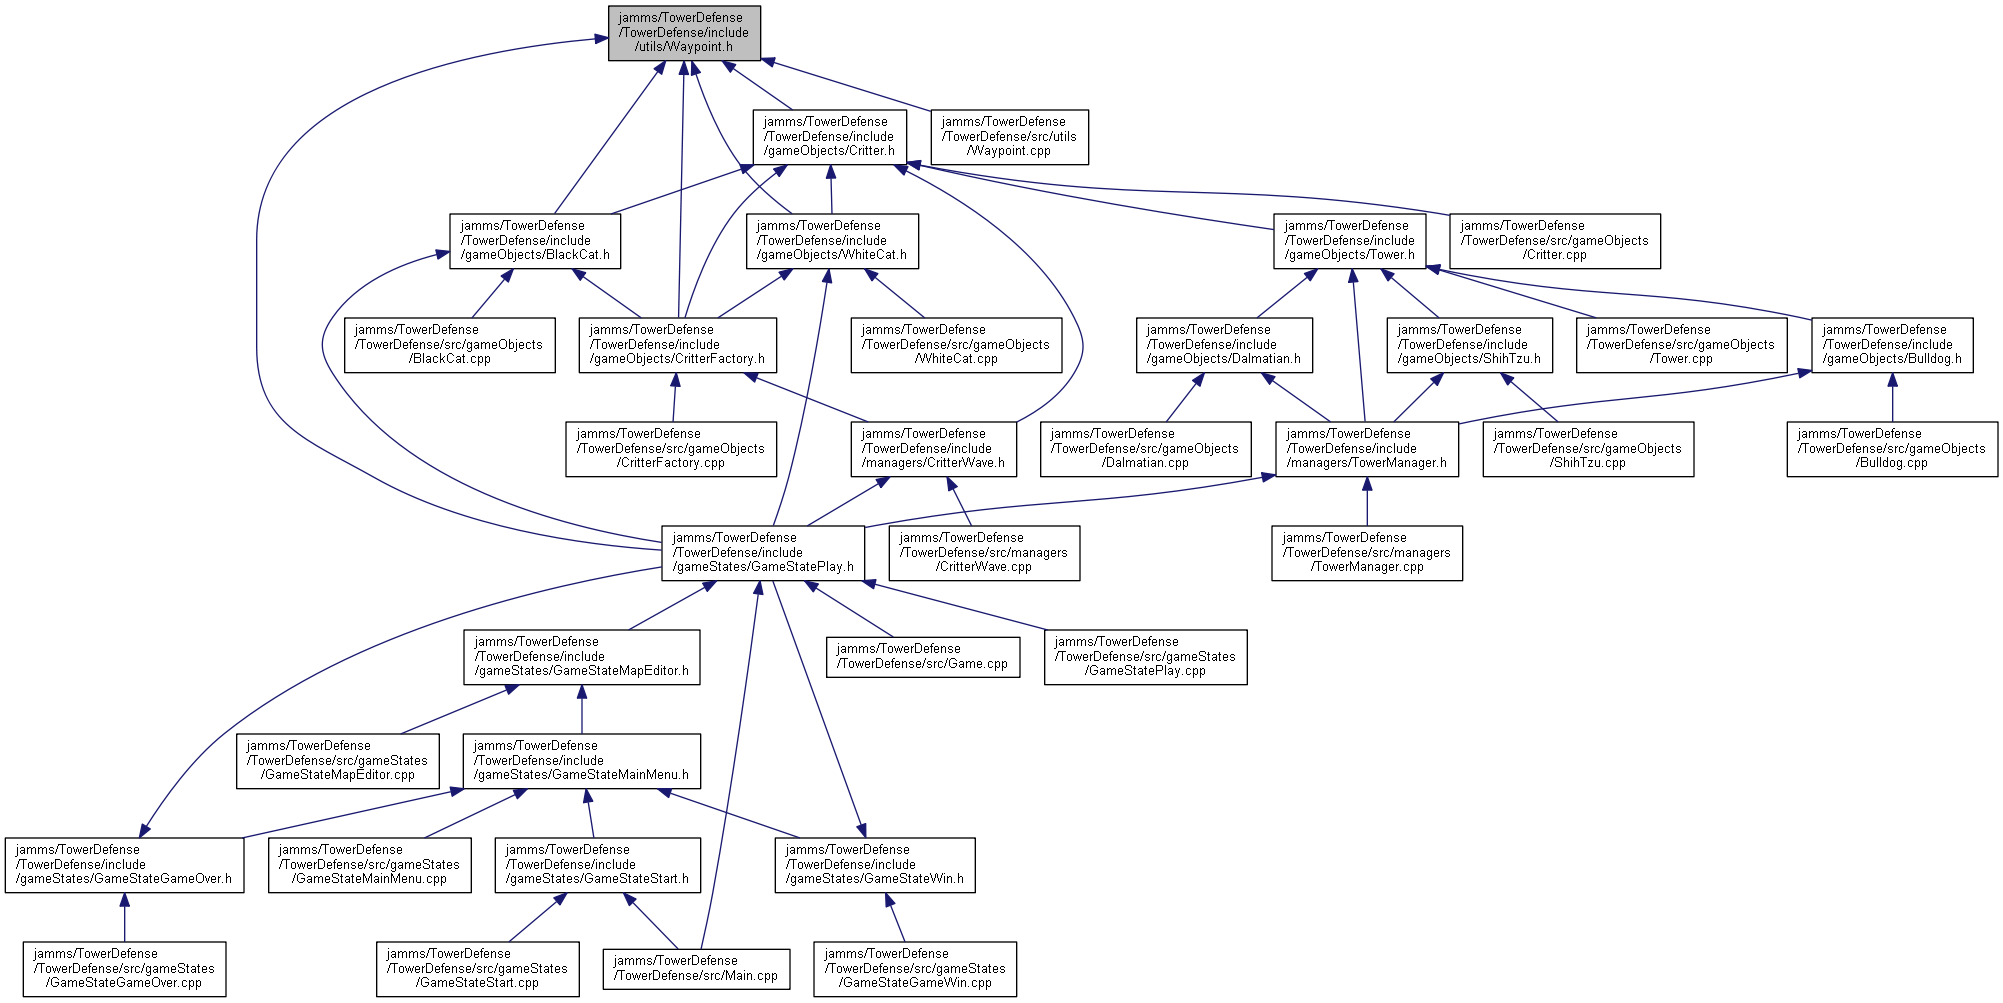 jamms/TowerDefense
/TowerDefense/include
/utils/Waypoint.h
jamms/TowerDefense
/TowerDefense/include
/gameObjects/Critter.h
jamms/TowerDefense
/TowerDefense/src/utils
/Waypoint.cpp
jamms/TowerDefense
/TowerDefense/include
/gameObjects/BlackCat.h
jamms/TowerDefense
/TowerDefense/include
/gameObjects/WhiteCat.h
jamms/TowerDefense
/TowerDefense/include
/gameObjects/Tower.h
jamms/TowerDefense
/TowerDefense/src/gameObjects
/Critter.cpp
jamms/TowerDefense
/TowerDefense/src/gameObjects
/BlackCat.cpp
jamms/TowerDefense
/TowerDefense/include
/gameObjects/CritterFactory.h
jamms/TowerDefense
/TowerDefense/src/gameObjects
/WhiteCat.cpp
jamms/TowerDefense
/TowerDefense/include
/gameObjects/Dalmatian.h
jamms/TowerDefense
/TowerDefense/include
/gameObjects/ShihTzu.h
jamms/TowerDefense
/TowerDefense/src/gameObjects
/Tower.cpp
jamms/TowerDefense
/TowerDefense/include
/gameObjects/Bulldog.h
jamms/TowerDefense
/TowerDefense/src/gameObjects
/CritterFactory.cpp
jamms/TowerDefense
/TowerDefense/include
/managers/CritterWave.h
jamms/TowerDefense
/TowerDefense/src/gameObjects
/Dalmatian.cpp
jamms/TowerDefense
/TowerDefense/include
/managers/TowerManager.h
jamms/TowerDefense
/TowerDefense/src/gameObjects
/ShihTzu.cpp
jamms/TowerDefense
/TowerDefense/src/gameObjects
/Bulldog.cpp
jamms/TowerDefense
/TowerDefense/include
/gameStates/GameStatePlay.h
jamms/TowerDefense
/TowerDefense/src/managers
/CritterWave.cpp
jamms/TowerDefense
/TowerDefense/src/managers
/TowerManager.cpp
jamms/TowerDefense
/TowerDefense/include
/gameStates/GameStateMapEditor.h
jamms/TowerDefense
/TowerDefense/src/Game.cpp
jamms/TowerDefense
/TowerDefense/src/gameStates
/GameStatePlay.cpp
jamms/TowerDefense
/TowerDefense/src/gameStates
/GameStateMapEditor.cpp
jamms/TowerDefense
/TowerDefense/include
/gameStates/GameStateMainMenu.h
jamms/TowerDefense
/TowerDefense/include
/gameStates/GameStateGameOver.h
jamms/TowerDefense
/TowerDefense/src/gameStates
/GameStateMainMenu.cpp
jamms/TowerDefense
/TowerDefense/include
/gameStates/GameStateStart.h
jamms/TowerDefense
/TowerDefense/include
/gameStates/GameStateWin.h
jamms/TowerDefense
/TowerDefense/src/gameStates
/GameStateGameOver.cpp
jamms/TowerDefense
/TowerDefense/src/gameStates
/GameStateStart.cpp
jamms/TowerDefense
/TowerDefense/src/Main.cpp
jamms/TowerDefense
/TowerDefense/src/gameStates
/GameStateGameWin.cpp